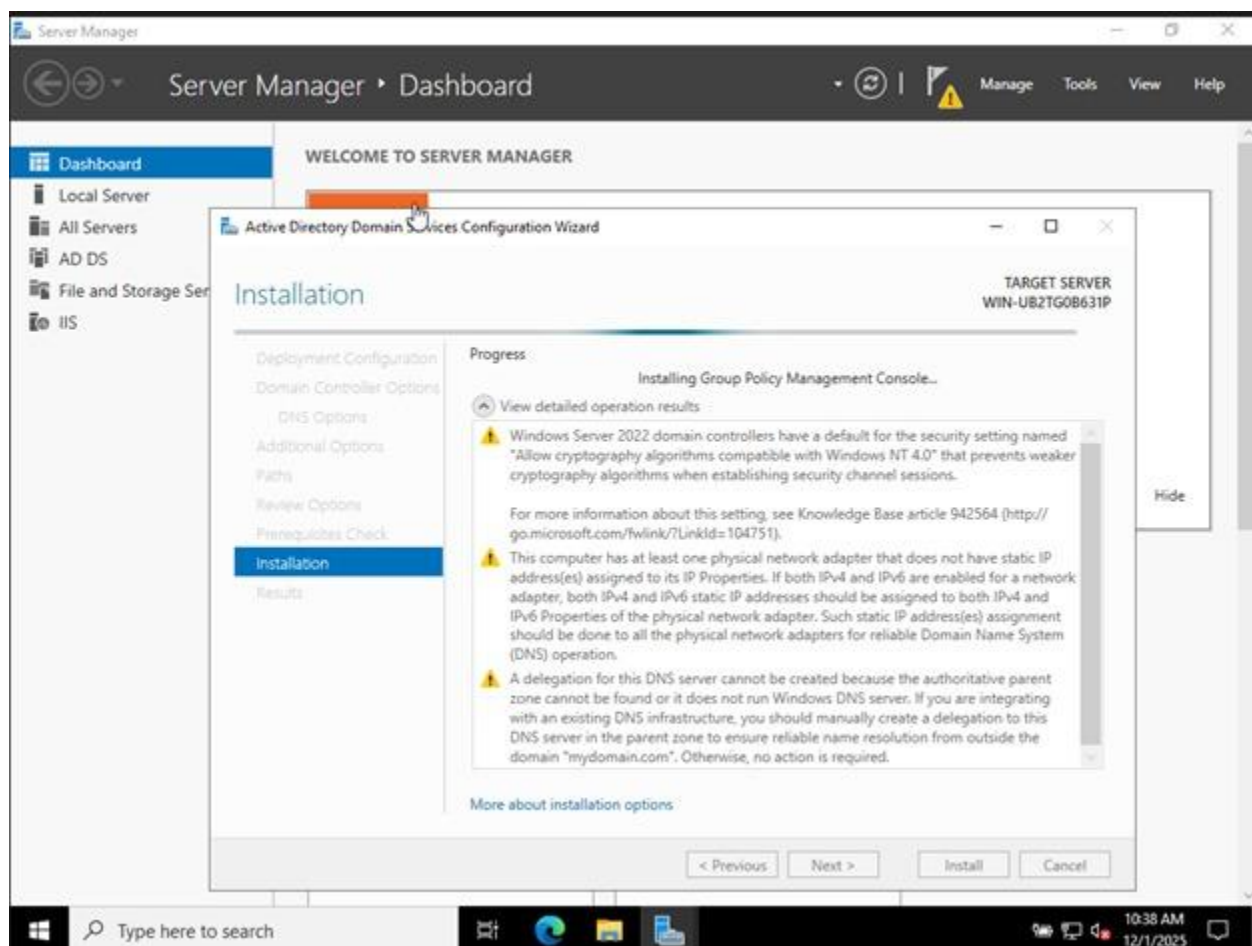 Server Manager
Server Manager • Dashboard
Manage
Tools
View
Help
Dashboard
Local Server
All Servers
AD DS
File and Storage Ser
IIS
WELCOME TO SERVER MANAGER
Hide
Active Directory Domain Services Configuration Wizard
Installation
TARGET SERVER
WIN-UB2TG0B631P
Deployment Configuration
Domain Controller Options
DNS Options
Additional Options
Paths
Review Options
Prerequisites Check
Installation
Results
Progress
Installing Group Policy Management Console...
View detailed operation results
Windows Server 2022 domain controllers have a default for the security setting named
"Allow cryptography algorithms compatible with Windows NT 4.0" that prevents weaker
cryptography algorithms when establishing security channel sessions.
For more information about this setting, see Knowledge Base article 942564 (http://
go.microsoft.com/fwlink/?LinkId=104751).
This computer has at least one physical network adapter that does not have static IP
address(es) assigned to its IP Properties. If both IPv4 and IPv6 are enabled for a network
adapter, both IPv4 and IPv6 static IP addresses should be assigned to both IPv4 and
IPv6 Properties of the physical network adapter. Such static IP address(es) assignment
should be done to all the physical network adapters for reliable Domain Name System
(DNS) operation.
A delegation for this DNS server cannot be created because the authoritative parent
zone cannot be found or it does not run Windows DNS server. If you are integrating
with an existing DNS infrastructure, you should manually create a delegation to this
DNS server in the parent zone to ensure reliable name resolution from outside the
domain "mydomain.com". Otherwise, no action is required.
More about installation options
< Previous
Next >
Install
Cancel
Type here to search
10:38 AM
12/1/2025